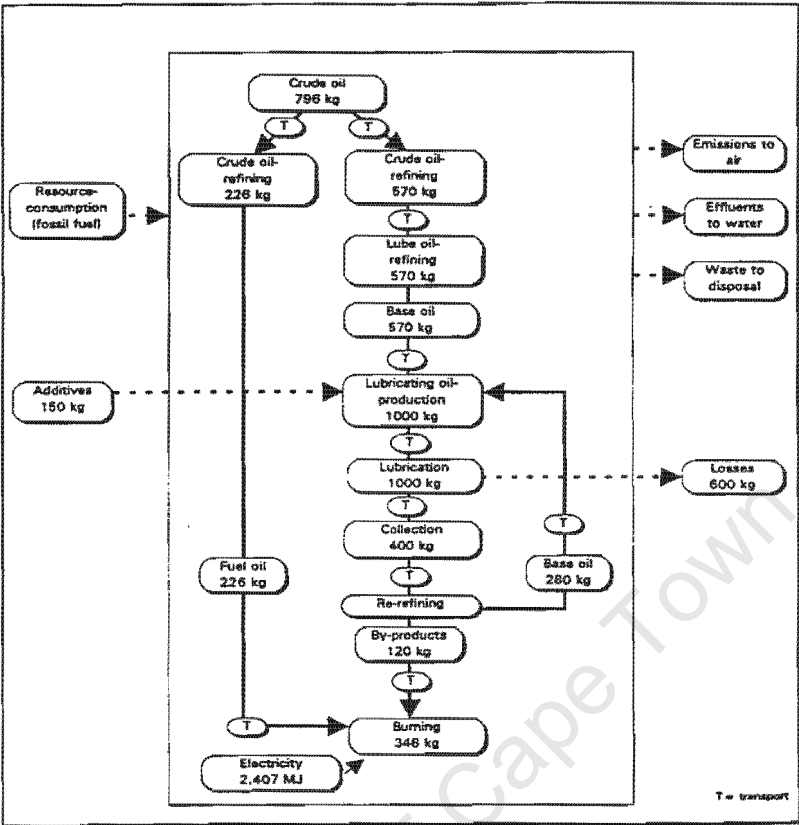 Crude oil
796 kg
T
T
Crude oil-
refining
226 kg
Crude oil-
refining
570 kg
Emissions to
air
Resource-
consumption
(fossil fuel)
T
Effluents
to water
Lube oil-
refining
570 kg
Waste to
disposal
Base oil
570 kg
T
Additives
150 kg
Lubricating oil-
production
1000 kg
T
Lubrication
1000 kg
Losses
600 kg
T
T
Collection
400 kg
Fuel oil
226 kg
T
Base oil
280 kg
Re-refining
By-products
120 kg
T
T
Burning
346 kg
Electricity
2.407 MJ
T = transport
Cape Town